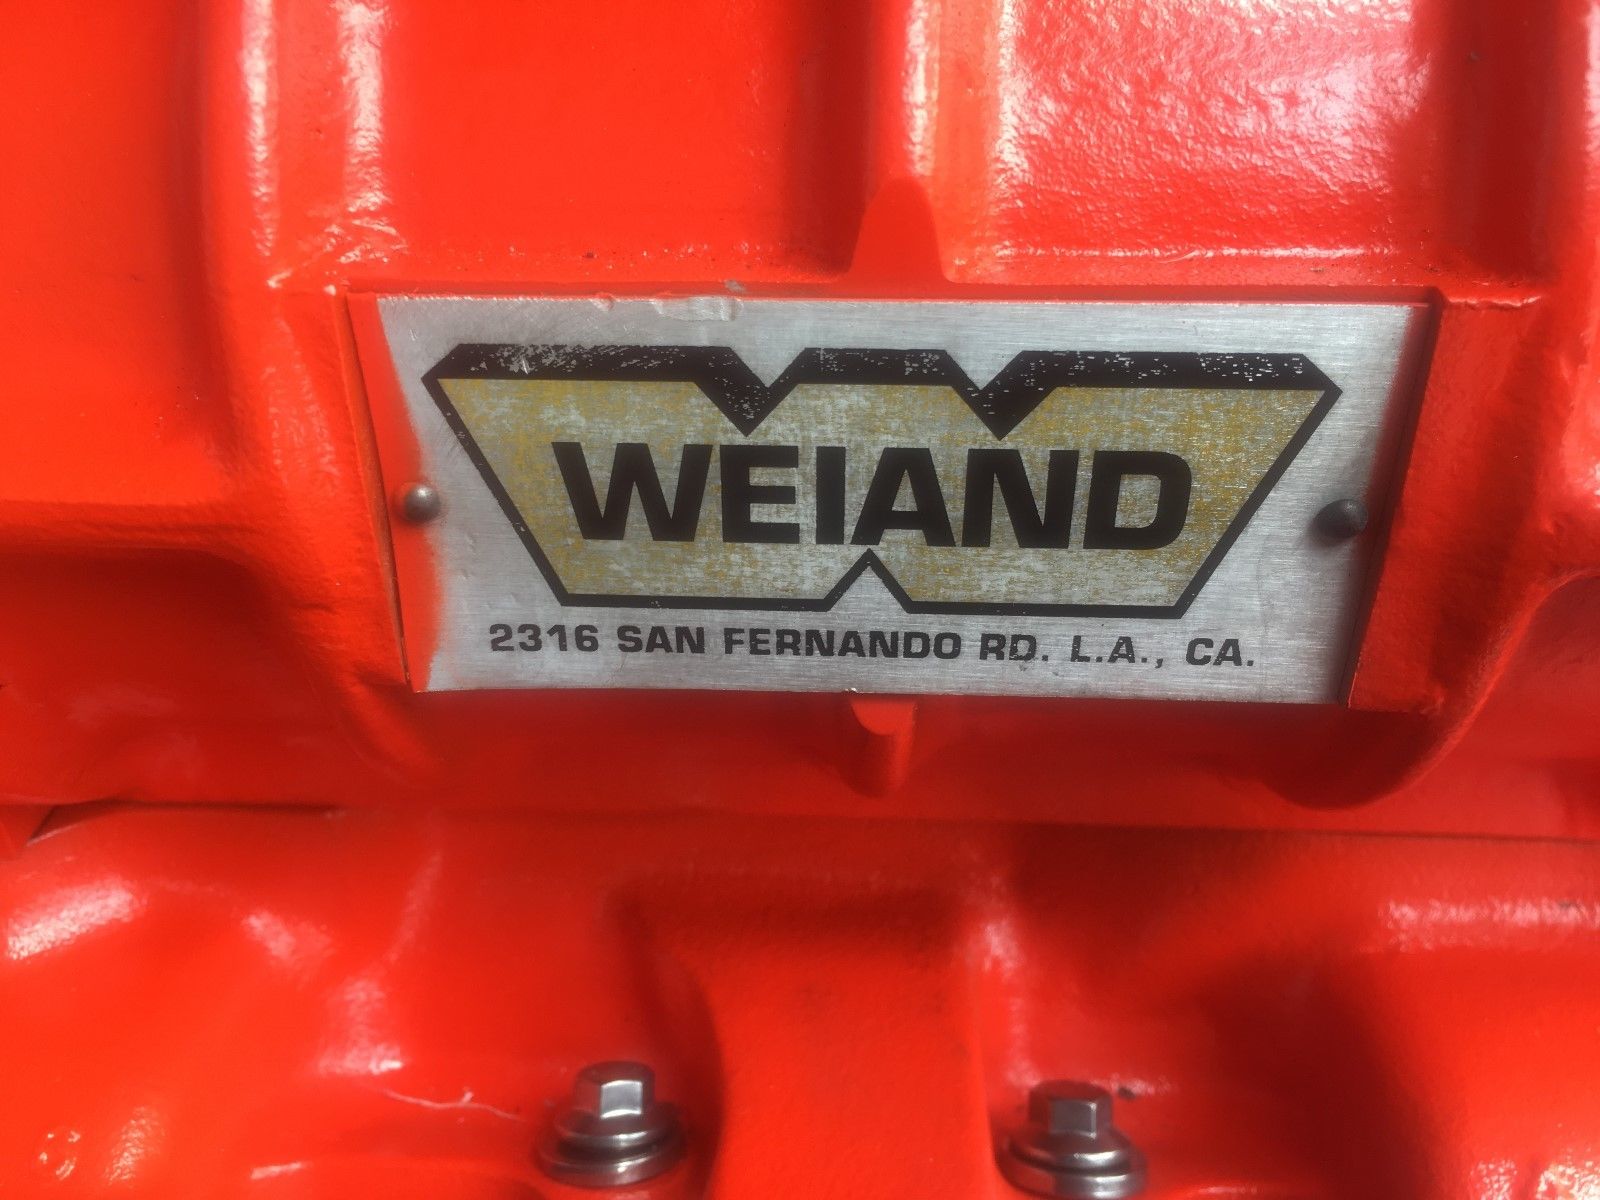 WEIAND
2316 SAN FERNANDO RD. L.A., CA.